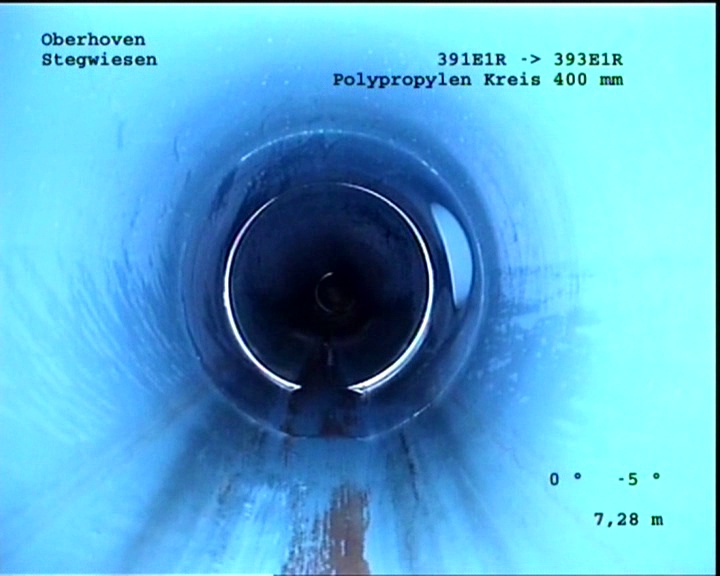 Oberhoven
Stegwiesen
391E1R -> 393E1R
Polypropylen Kreis 400 mm
0 ° -5 °
7,28 m